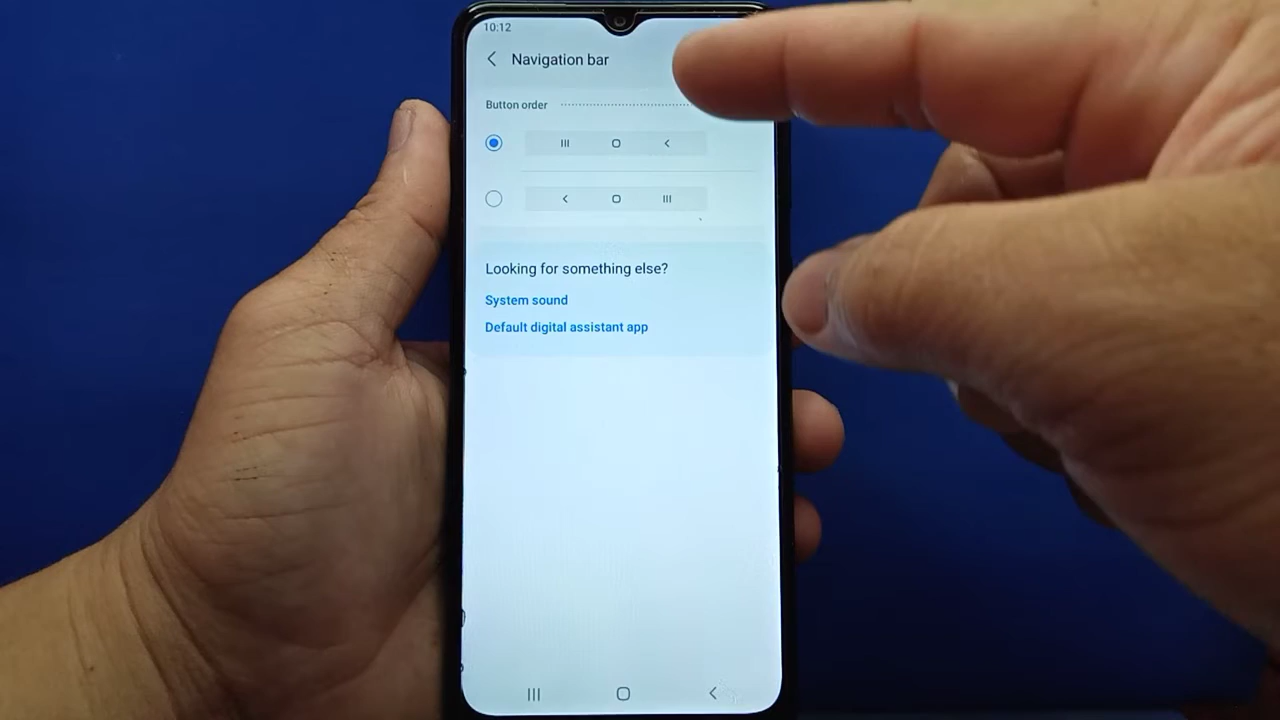 10:12
Navigation bar
Button order
Looking for something else?
System sound
Default digital assistant app